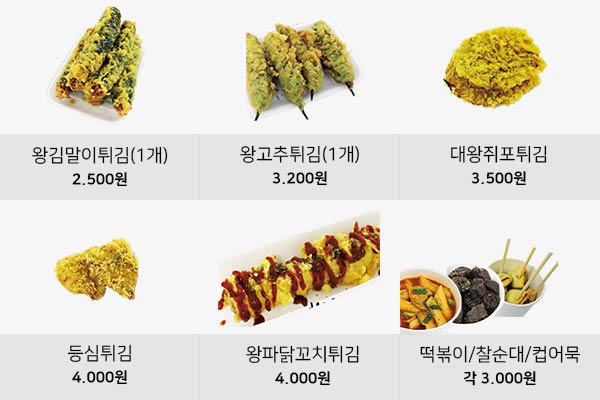 왕김말이튀김(1개)
2.500원
왕고추튀김(1개)
3.200원
대왕쥐포튀김
3.500원
등심튀김
4.000원
왕파닭꼬치튀김
4.000원
떡볶이/찰순대/컵어묵
각 3.000원